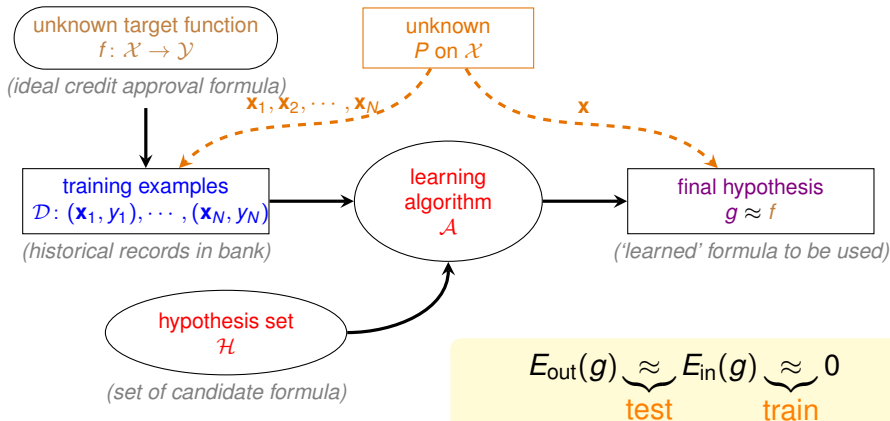 unknown target function
f: 𝒳 → 𝒴
(ideal credit approval formula)
unknown
P on 𝒳
x₁, x₂, ⋯ , x_N
x
training examples
𝒟: (x₁, y₁), ⋯ , (x_N, y_N)
(historical records in bank)
learning
algorithm
𝒜
final hypothesis
g ≈ f
('learned' formula to be used)
hypothesis set
ℋ
(set of candidate formula)
E_out(g) ≈ E_in(g) ≈ 0
test train